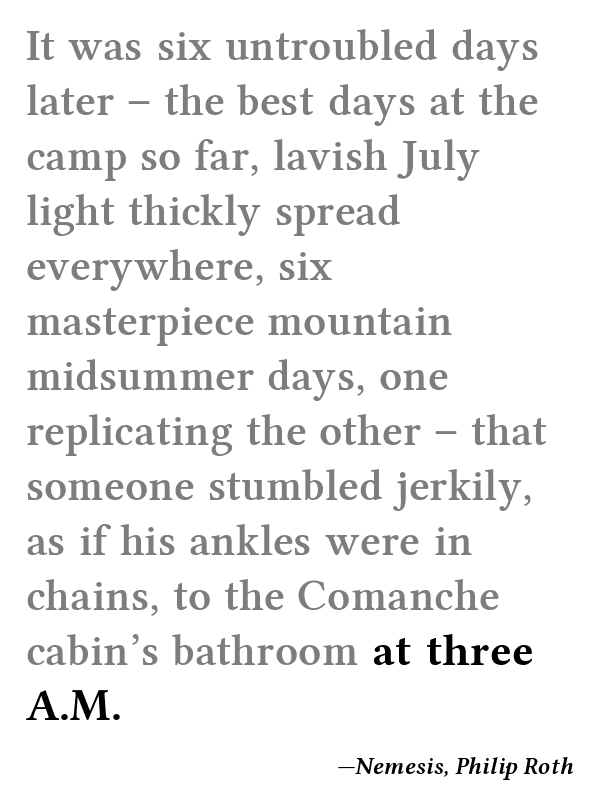 It was six untroubled days
later – the best days at the
camp so far, lavish July
light thickly spread
everywhere, six
masterpiece mountain
midsummer days, one
replicating the other – that
someone stumbled jerkily,
as if his ankles were in
chains, to the Comanche
cabin’s bathroom at three
A.M.
—Nemesis, Philip Roth